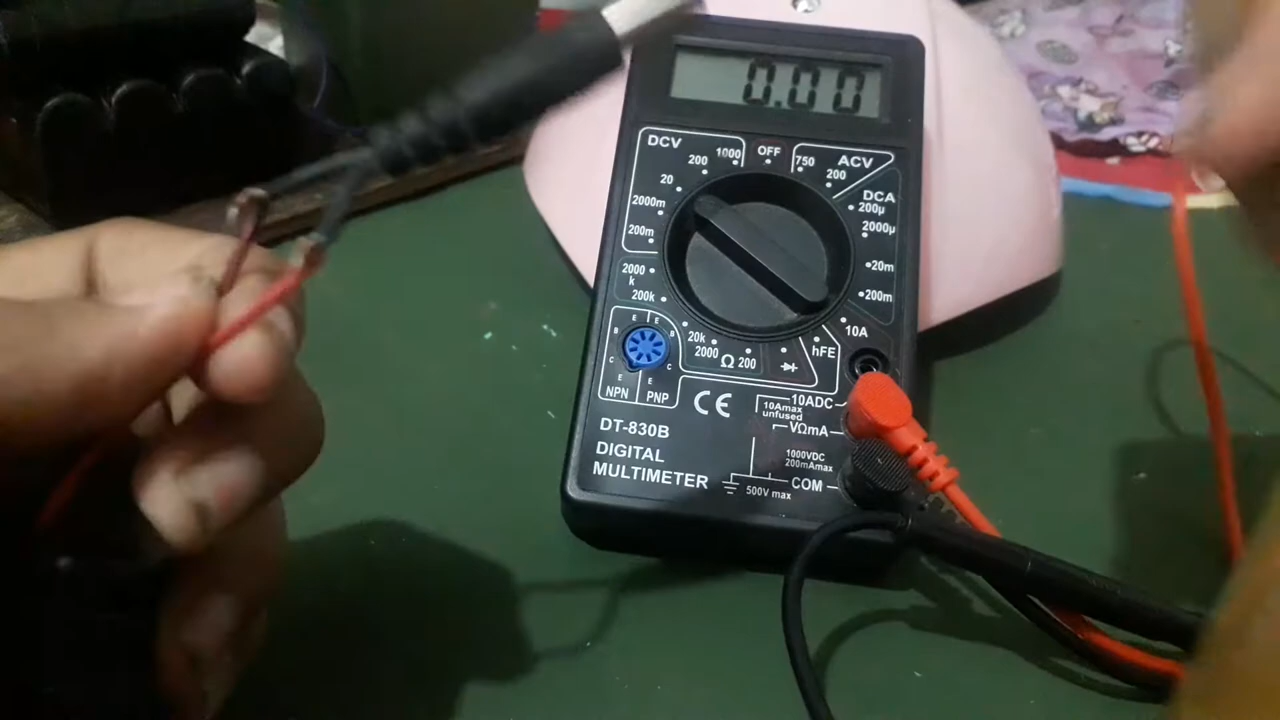 0.00
DCV
OFF
ACV
1000
750
200
200
20
DCA
200µ
2000m
2000µ
200m
20m
2000
k
200m
200k
10A
20k
hFE
2000
Ω 200
E E
B B
C C
E E
NPN
PNP
CE
10ADC
10Amax
unfused
VΩmA
DT-830B
DIGITAL
MULTIMETER
1000VDC
200mAmax
COM
500V max